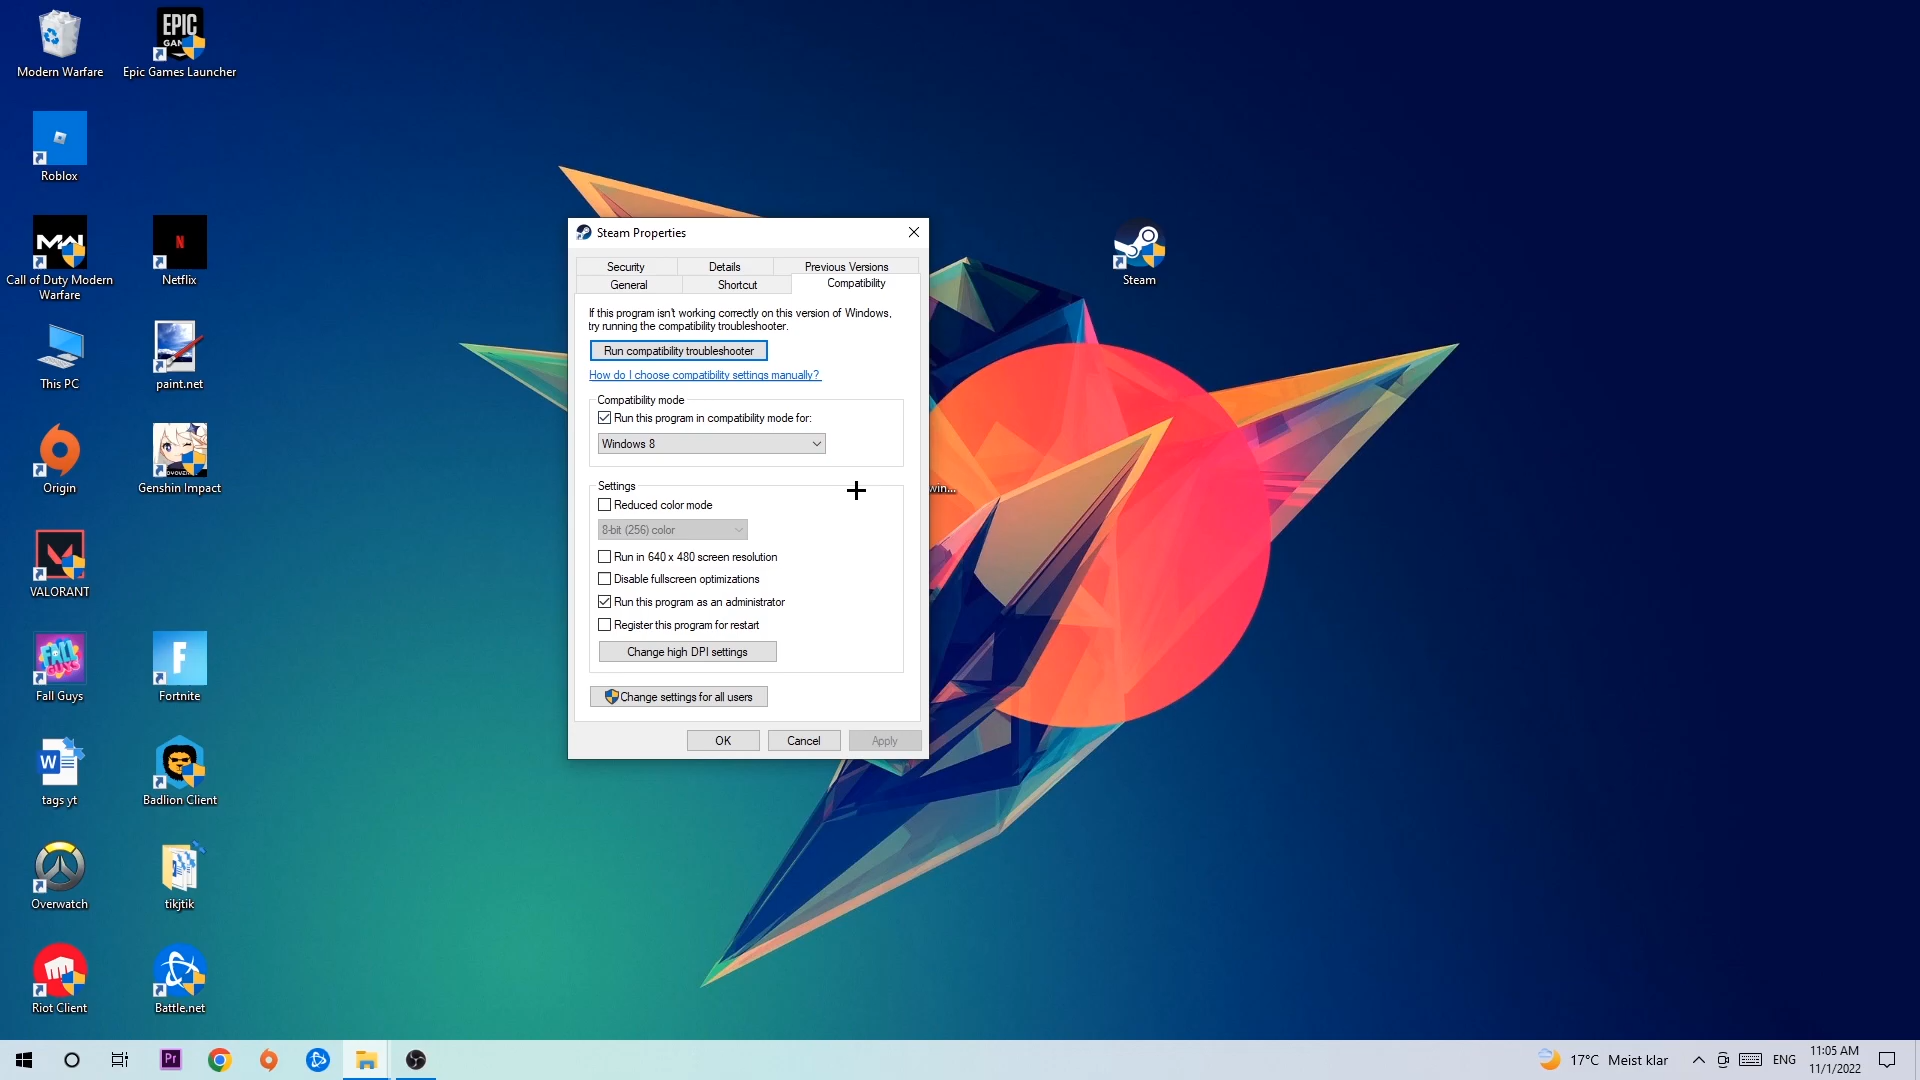 Modern Warfare
Epic Games Launcher
Roblox
Call of Duty Modern
Warfare
Netflix
This PC
paint.net
Origin
Genshin Impact
VALORANT
Fall Guys
Fortnite
tags yt
Badlion Client
Overwatch
tikjtik
Riot Client
Battle.net
Steam
win...
Steam Properties
Security
Details
Previous Versions
General
Shortcut
Compatibility
If this program isn't working correctly on this version of Windows,
try running the compatibility troubleshooter.
Run compatibility troubleshooter
How do I choose compatibility settings manually?
Compatibility mode
Run this program in compatibility mode for:
Windows 8
Settings
Reduced color mode
8-bit (256) color
Run in 640 x 480 screen resolution
Disable fullscreen optimizations
Run this program as an administrator
Register this program for restart
Change high DPI settings
Change settings for all users
OK
Cancel
Apply
Pr
17°C Meist klar
ENG
11:05 AM
11/1/2022